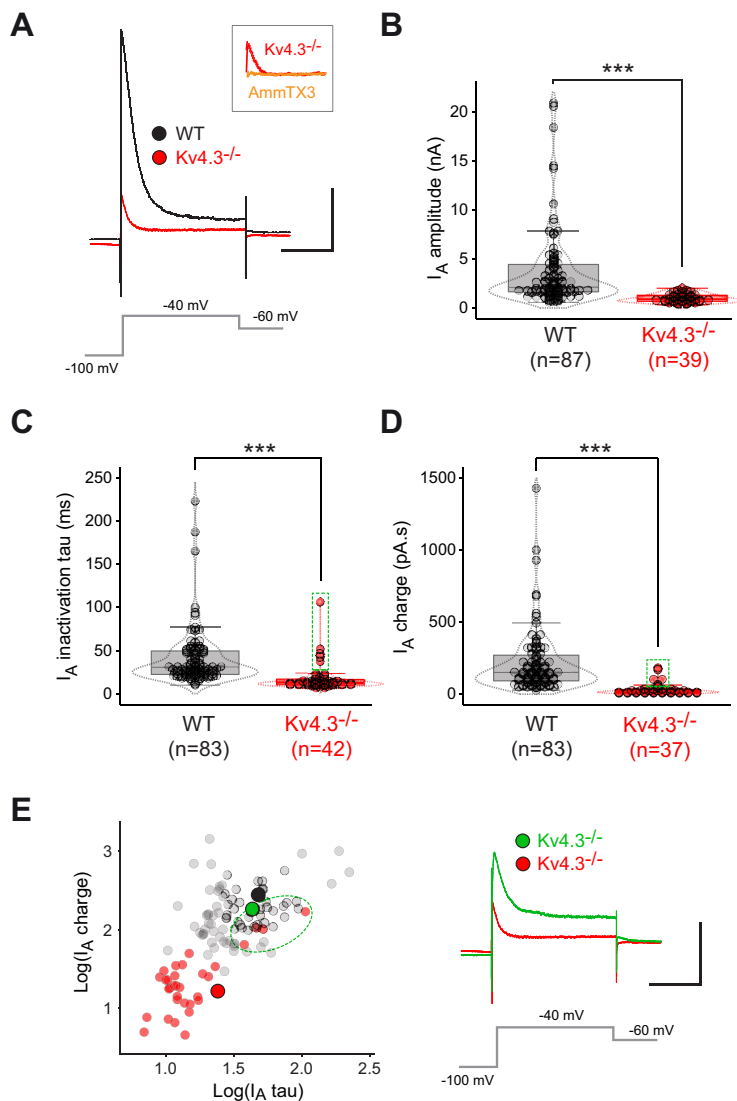 A
Kv4.3-/-
AmmTX3
WT
Kv4.3-/-
-40 mV
-60 mV
-100 mV
B
***
IA amplitude (nA)
20
15
10
5
0
WT
(n=87)
Kv4.3-/-
(n=39)
C
***
IA inactivation tau (ms)
250
200
150
100
50
0
WT
(n=83)
Kv4.3-/-
(n=42)
D
***
IA charge (pA.s)
1500
1000
500
0
WT
(n=83)
Kv4.3-/-
(n=37)
E
Log(IA charge)
3
2
1
1.0 1.5 2.0 2.5
Log(IA tau)
Kv4.3-/-
Kv4.3-/-
-40 mV
-60 mV
-100 mV